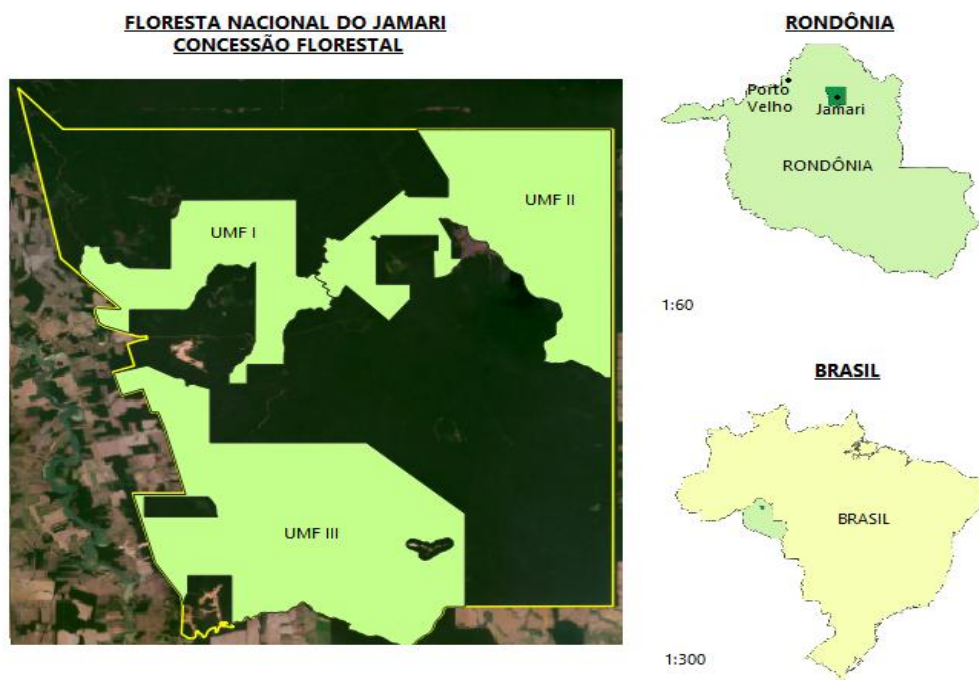 FLORESTA NACIONAL DO JAMARI
CONCESSÃO FLORESTAL
UMF I
UMF II
UMF III
RONDÔNIA
Porto
Velho
Jamari
RONDÔNIA
1:60
BRASIL
BRASIL
1:300